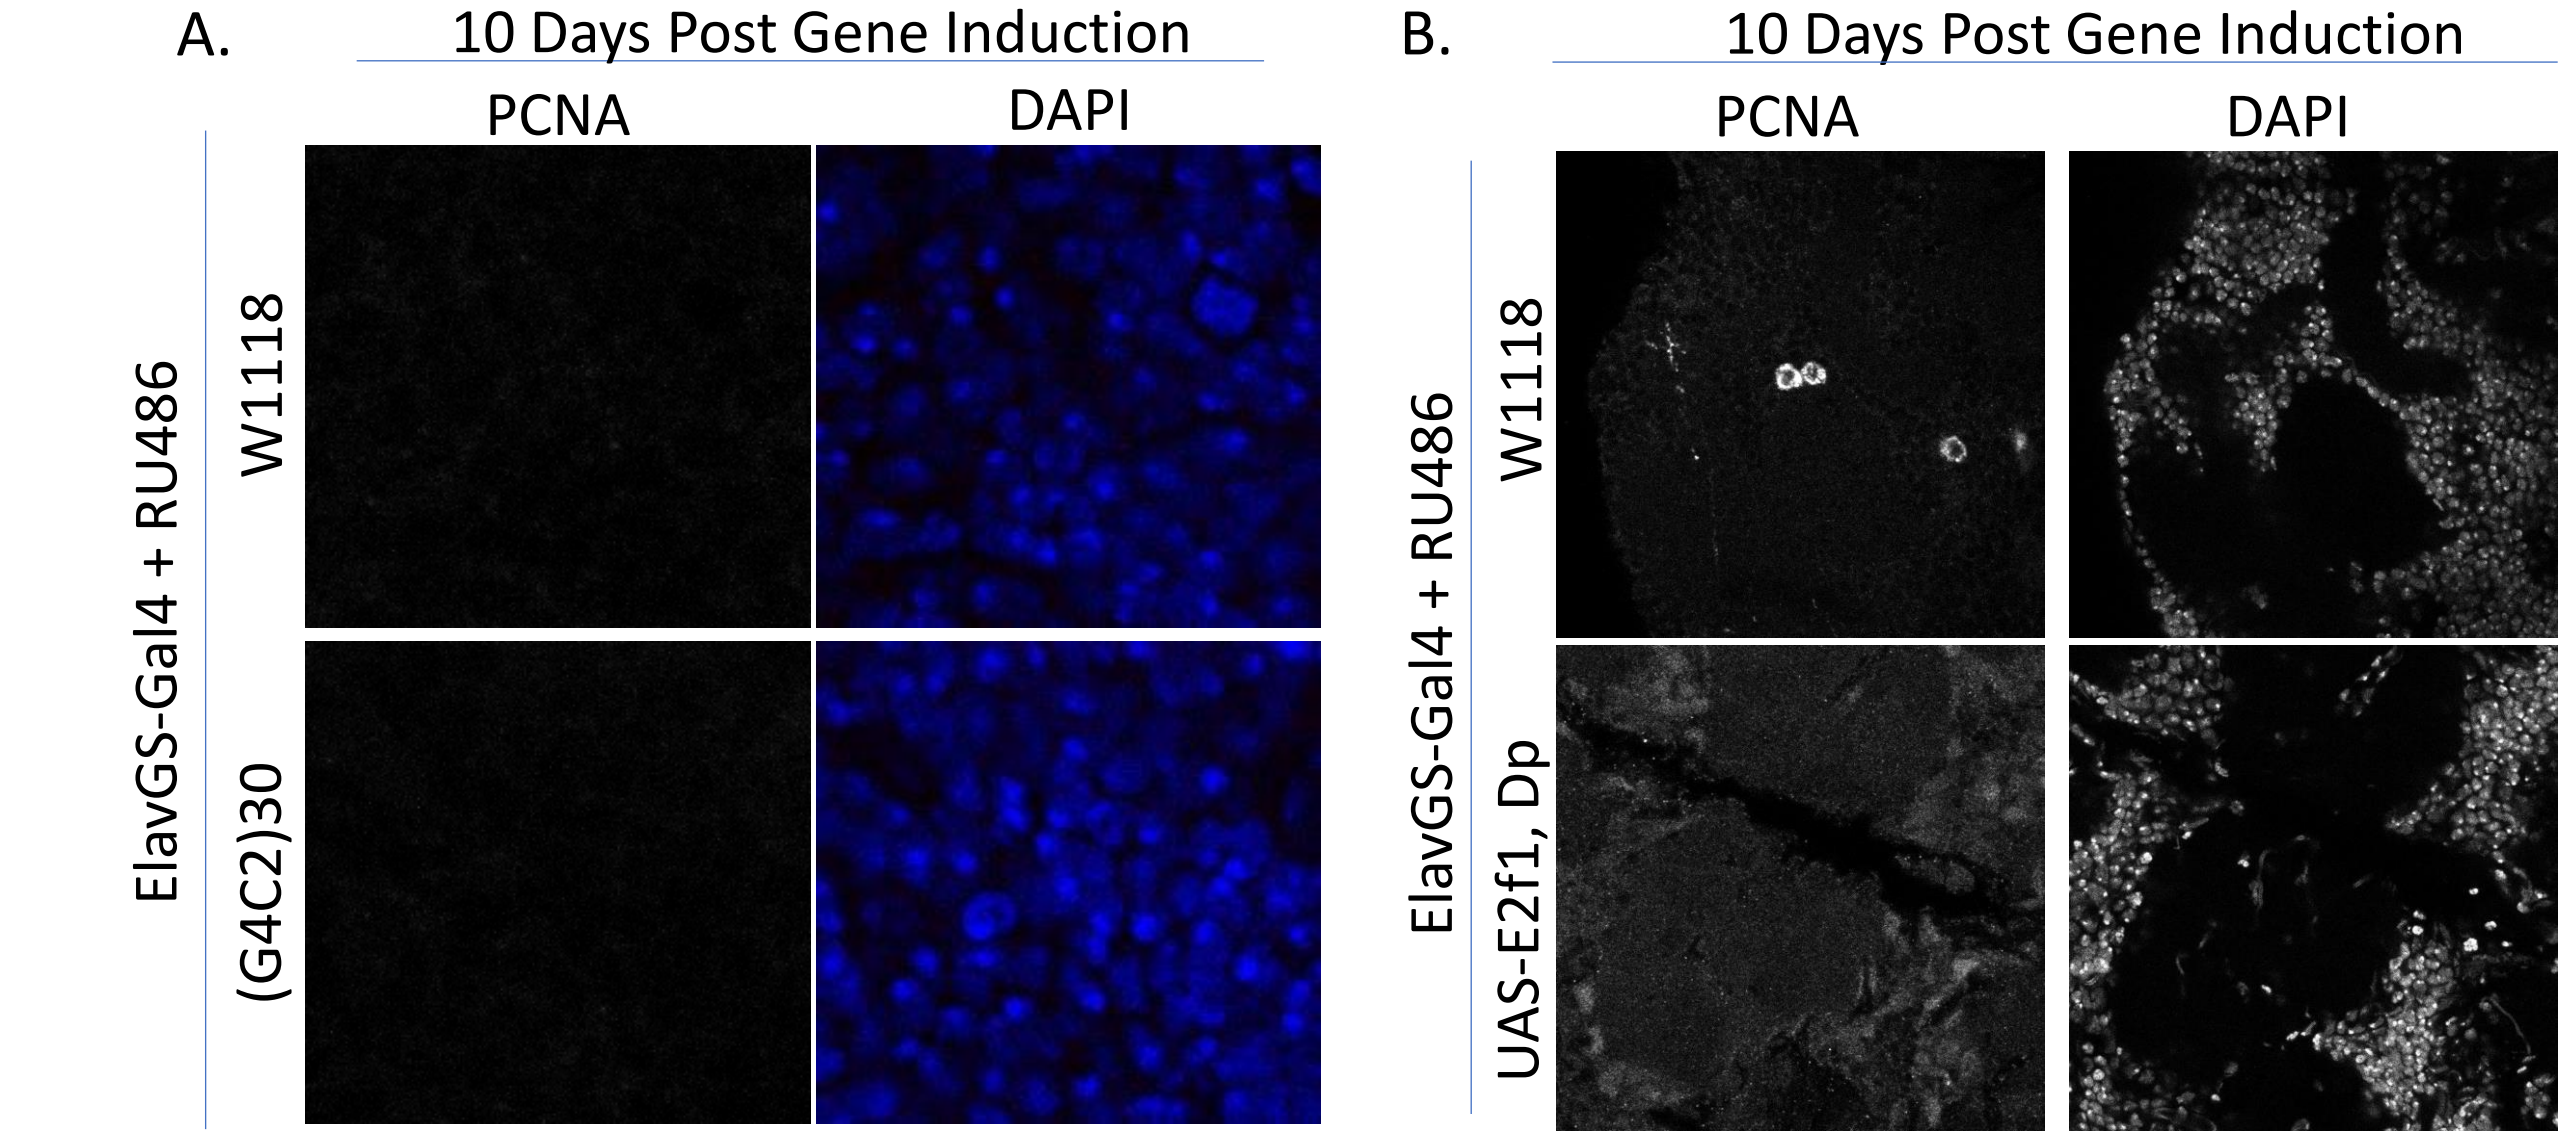 A.
10 Days Post Gene Induction
PCNA
DAPI
ElavGS-Gal4 + RU486
W1118
(G4C2)30
B.
10 Days Post Gene Induction
PCNA
DAPI
ElavGS-Gal4 + RU486
W1118
UAS-E2f1, Dp